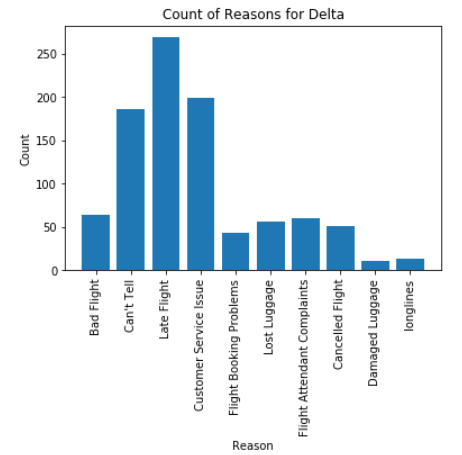 Count of Reasons for Delta
Count
250
200
150
100
50
0
Bad Flight
Can't Tell
Late Flight
Customer Service Issue
Flight Booking Problems
Lost Luggage
Flight Attendant Complaints
Cancelled Flight
Damaged Luggage
longlines
Reason